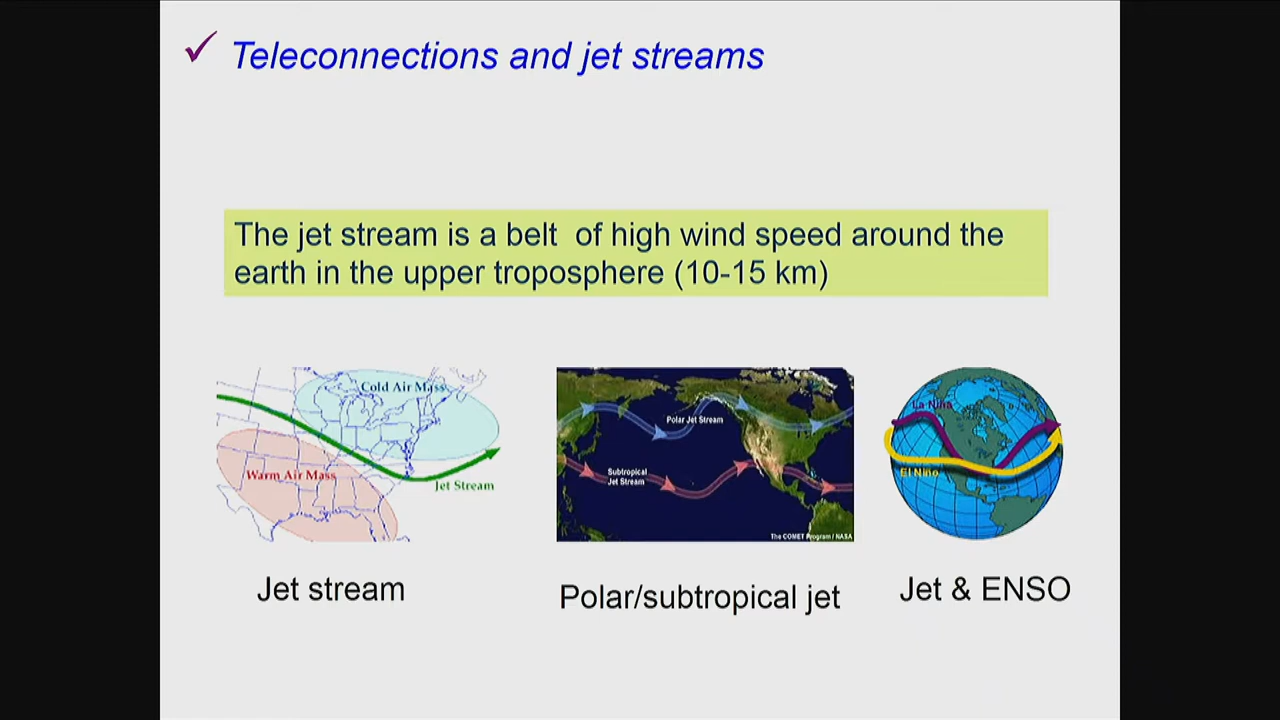 Teleconnections and jet streams
The jet stream is a belt of high wind speed around the
earth in the upper troposphere (10-15 km)
Cold Air Mass
Warm Air Mass
Jet Stream
Polar Jet Stream
Subtropical
Jet Stream
The COMET Program / NASA
La Niña
El Niño
Jet stream
Polar/subtropical jet
Jet & ENSO